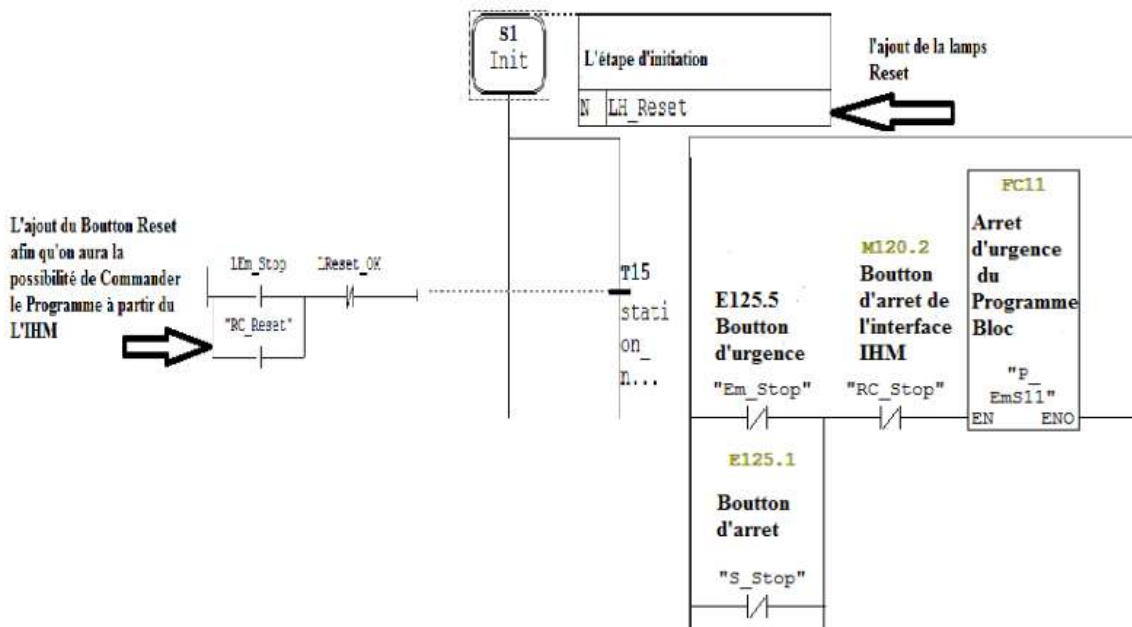 S1
Init
L'étape d'initiation
N LH_Reset
l'ajout de la lamps
Reset
L'ajout du Boutton Reset
afin qu'on aura la
possibilité de Commander
le Programme à partir du
L'IHM
LEm_Stop LReset_OK
"RC_Reset"
T15
stati
on_
n...
E125.5
Boutton
d'urgence
"Em_Stop"
M120.2
Boutton
d'arret de
l'interface
IHM
"RC_Stop"
FC11
Arret
d'urgence
du
Programme
Bloc
"P_
EmS11"
EN ENO
E125.1
Boutton
d'arret
"S_Stop"